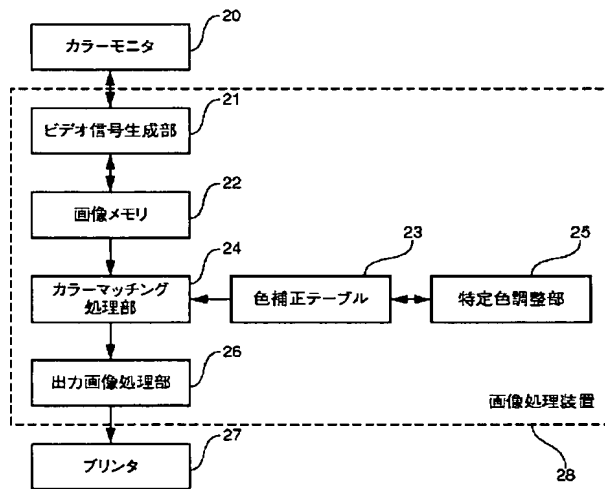 カラーモニタ
20
ビデオ信号生成部
21
画像メモリ
22
カラーマッチング
処理部
24
色補正テーブル
23
特定色調整部
25
出力画像処理部
26
画像処理装置
プリンタ
27
28